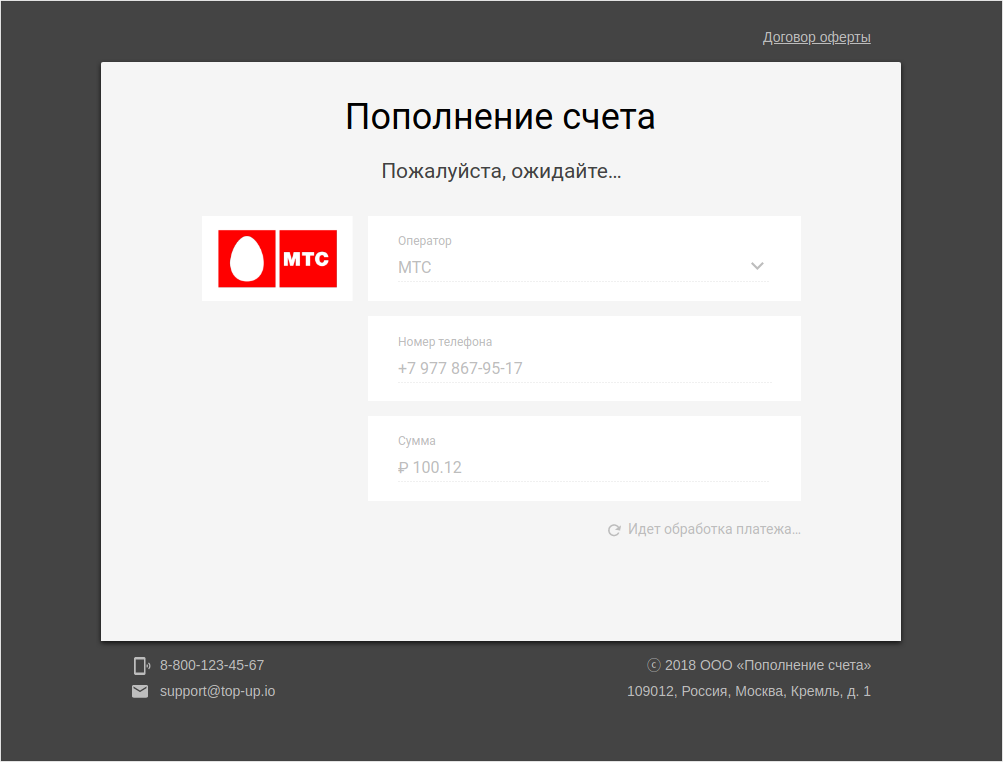 Договор оферты
Пополнение счета
Пожалуйста, ожидайте...
МТС
Оператор
МТС
Номер телефона
+7 977 867-95-17
Сумма
₽ 100.12
Идет обработка платежа...
8-800-123-45-67
ⓒ 2018 ООО «Пополнение счета»
support@top-up.io
109012, Россия, Москва, Кремль, д. 1